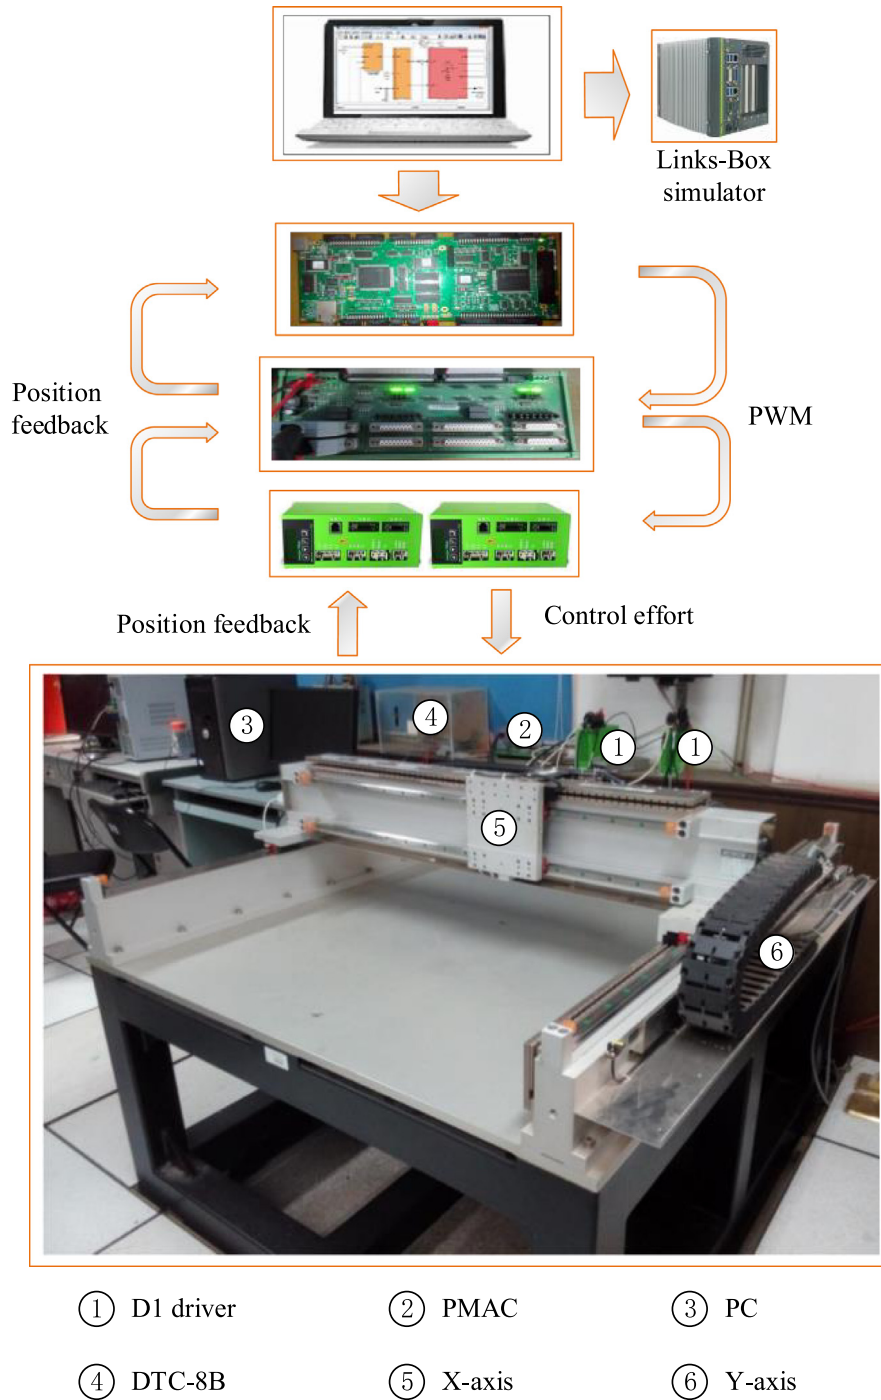 Links-Box
simulator
Position
feedback
PWM
Position feedback
Control effort
3
4
2
1
1
5
6
1 D1 driver
2 PMAC
3 PC
4 DTC-8B
5 X-axis
6 Y-axis